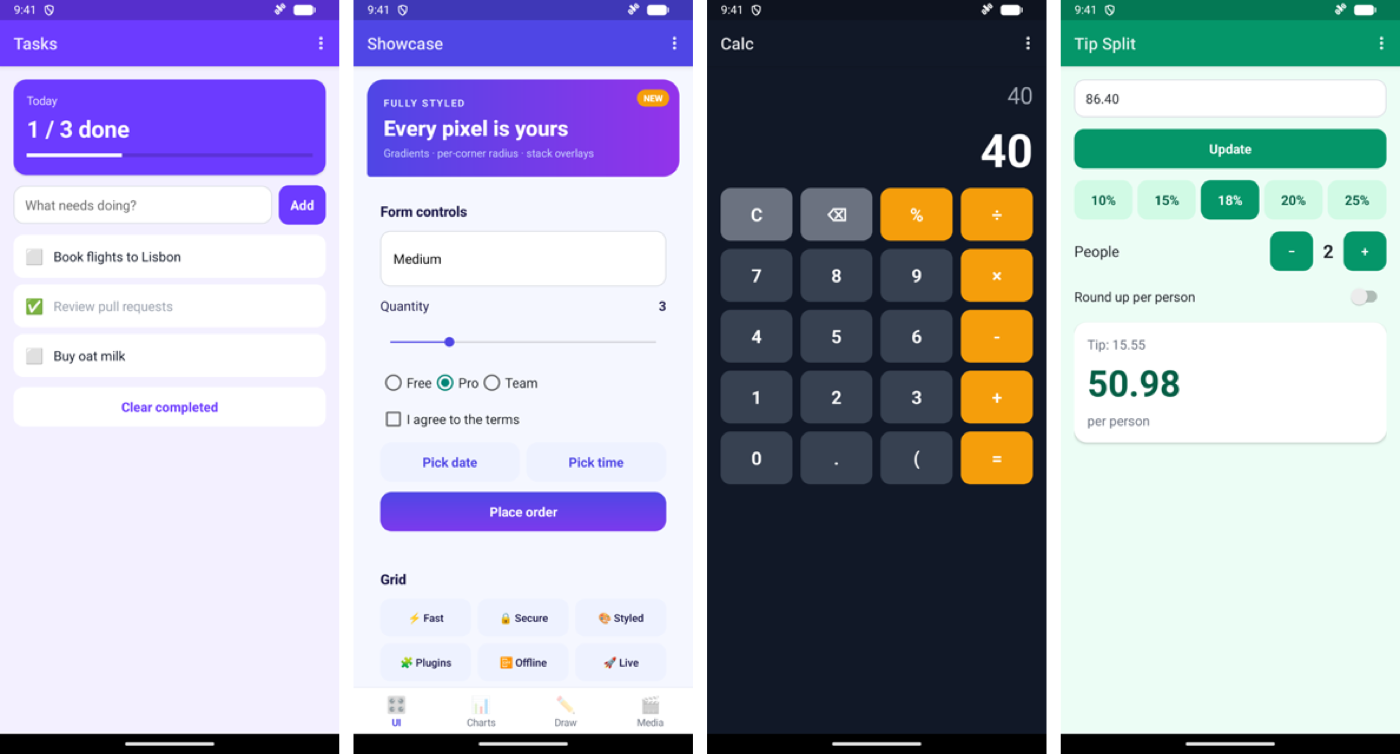 9:41
Tasks
Today
1 / 3 done
What needs doing?
Add
Book flights to Lisbon
Review pull requests
Buy oat milk
Clear completed
9:41
Showcase
NEW
FULLY STYLED
Every pixel is yours
Gradients · per-corner radius · stack overlays
Form controls
Medium
Quantity 3
Free Pro Team
I agree to the terms
Pick date Pick time
Place order
Grid
⚡ Fast 🔒 Secure 🎨 Styled
🧩 Plugins Offline 🚀 Live
UI Charts Draw Media
9:41
Calc
40
40
C ⌫ % ÷
7 8 9 ×
4 5 6 -
1 2 3 +
0 . ( =
9:41
Tip Split
86.40
Update
10% 15% 18% 20% 25%
People − 2 +
Round up per person
Tip: 15.55
50.98
per person